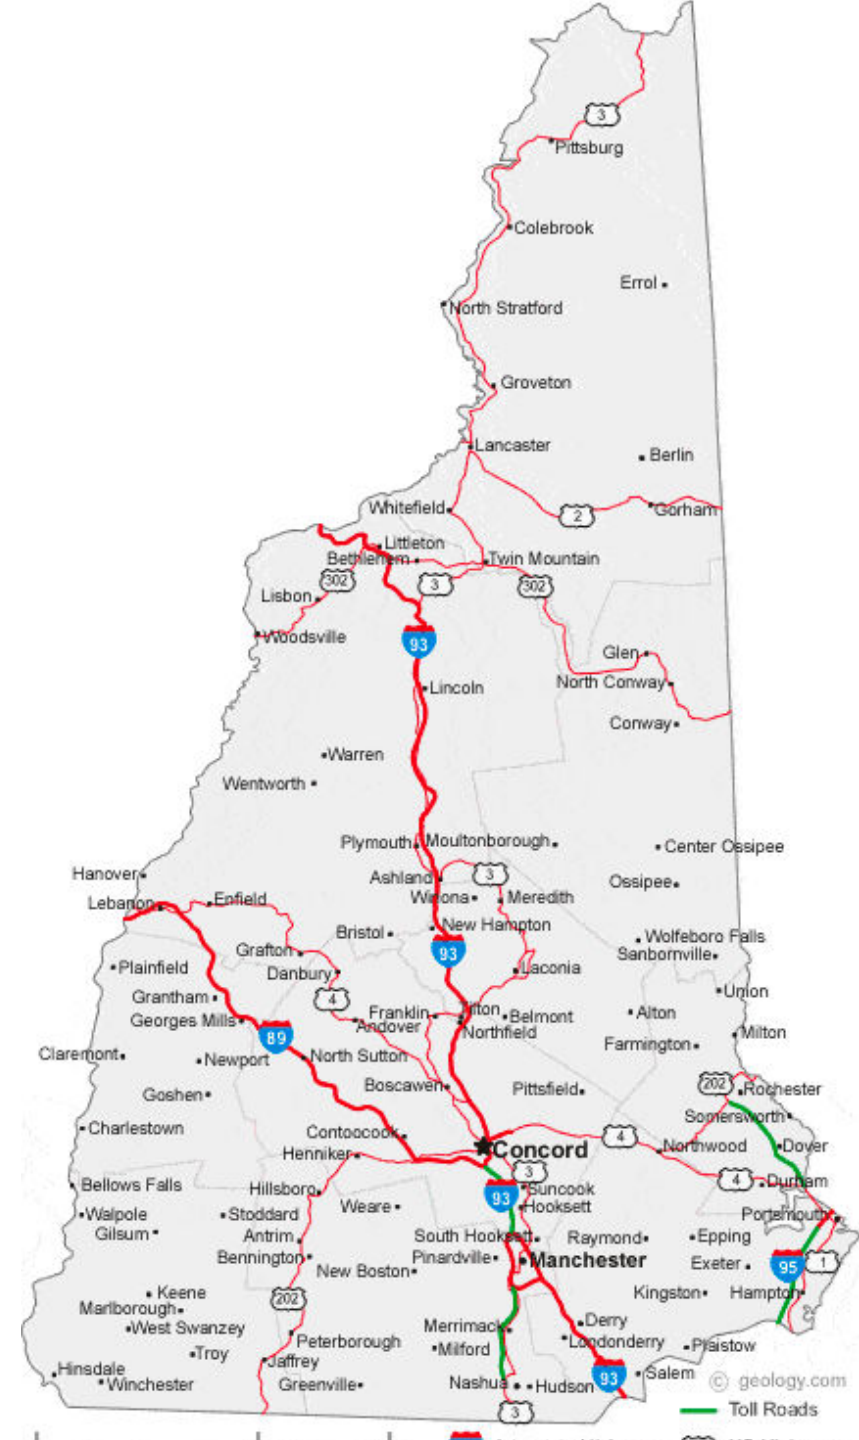 3
Pittsburg
Colebrook
Errol
North Stratford
Groveton
Lancaster
Berlin
Whitefield
2
Gorham
Littleton
Bethlehem
Twin Mountain
302
3
302
Lisbon
Woodsville
93
Glen
North Conway
Lincoln
Conway
Warren
Wentworth
Plymouth
Moultonborough
Center Ossipee
Hanover
Ashland
3
Ossipee
Lebanon
Enfield
Winona
Meredith
Bristol
New Hampton
Wolfeboro Falls
Grafton
93
Sanbornville
Plainfield
Danbury
Laconia
Grantham
4
Union
Georges Mills
Franklin
Tilton
Belmont
Alton
Andover
Northfield
Milton
89
Farmington
Claremont
Newport
North Sutton
Goshen
Boscawen
Pittsfield
202
Rochester
Somersworth
Charlestown
Contoocook
4
Concord
Northwood
Dover
Henniker
3
4
Durham
Bellows Falls
Hillsboro
93
Suncook
Weare
Hooksett
Walpole
Stoddard
Portsmouth
Gilsum
Antrim
South Hooksett
Raymond
Epping
Bennington
Pinardville
Manchester
Exeter
95
1
New Boston
Keene
202
Kingston
Hampton
Marlborough
West Swanzey
Merrimack
Derry
Peterborough
Milford
Londonderry
Plaistow
Troy
Jaffrey
Hinsdale
93
Salem
© geology.com
Winchester
Greenville
Nashua
Hudson
3
Toll Roads